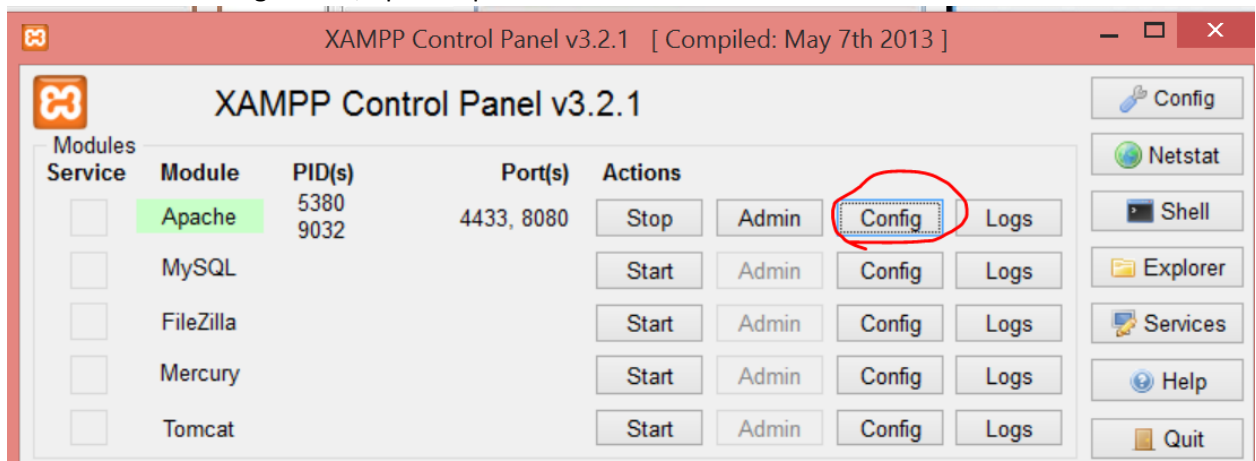 XAMPP Control Panel v3.2.1 [ Compiled: May 7th 2013 ]
XAMPP Control Panel v3.2.1
Config
Modules
Netstat
Service Module PID(s) Port(s) Actions
Apache 5380 9032 4433, 8080 Stop Admin Config Logs
Shell
MySQL Start Admin Config Logs
Explorer
FileZilla Start Admin Config Logs
Services
Mercury Start Admin Config Logs
Help
Tomcat Start Admin Config Logs
Quit